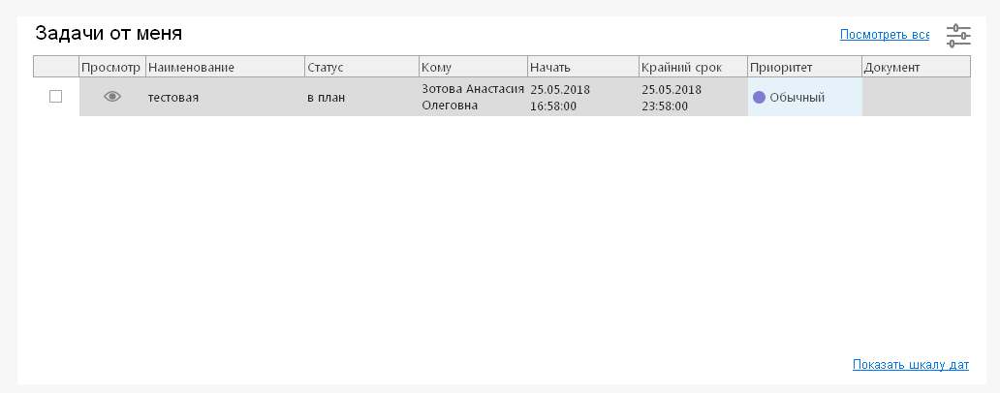 Задачи от меня
Посмотреть все
Просмотр Наименование Статус Кому Начать Крайний срок Приоритет Документ
тестовая в план Зотова Анастасия Олеговна 25.05.2018 16:58:00 25.05.2018 23:58:00 Обычный
Показать шкалу дат